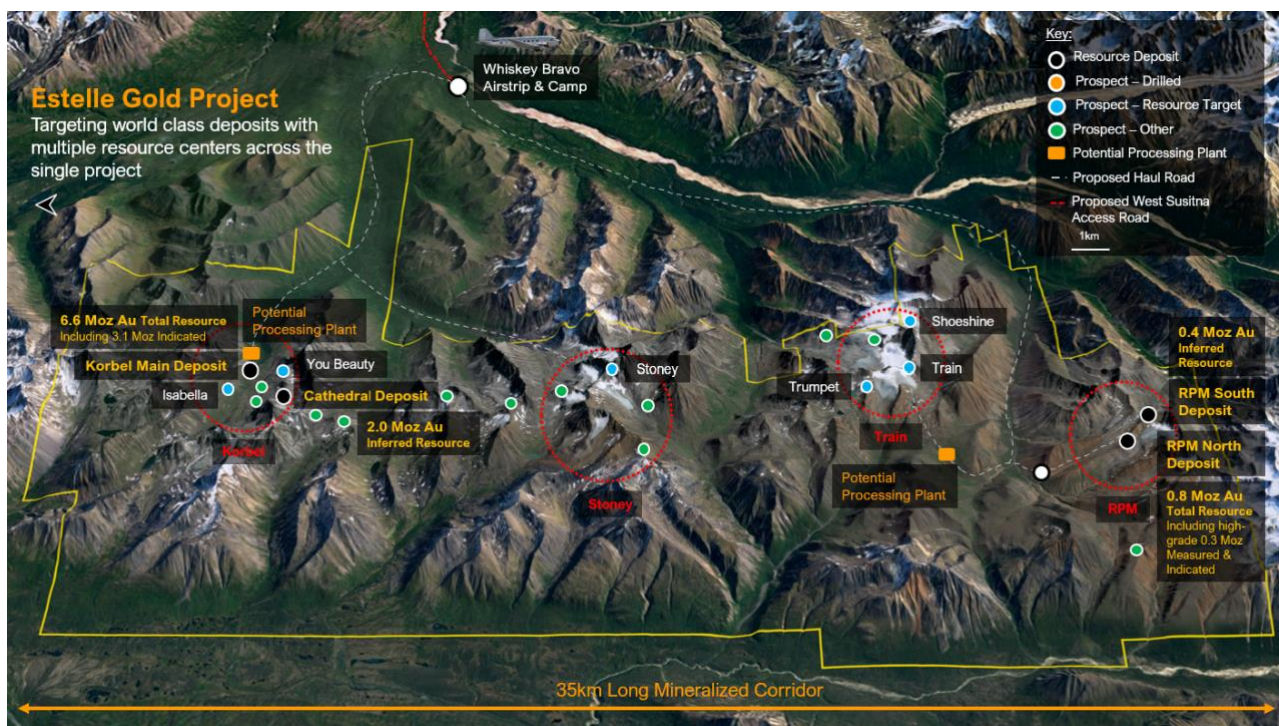 Estelle Gold Project
Targeting world class deposits with
multiple resource centers across the
single project
Whiskey Bravo
Airstrip & Camp
Key:
Resource Deposit
Prospect – Drilled
Prospect – Resource Target
Prospect – Other
Potential Processing Plant
Proposed Haul Road
Proposed West Susitna
Access Road
1km
6.6 Moz Au Total Resource
Including 3.1 Moz Indicated
Potential
Processing Plant
Korbel Main Deposit
You Beauty
Isabella
Cathedral Deposit
2.0 Moz Au
Inferred Resource
Korbel
Stoney
Stoney
Shoeshine
Train
Trumpet
Train
Potential
Processing Plant
0.4 Moz Au
Inferred
Resource
RPM South
Deposit
RPM North
Deposit
RPM
0.8 Moz Au
Total Resource
Including high-
grade 0.3 Moz
Measured &
Indicated
35km Long Mineralized Corridor